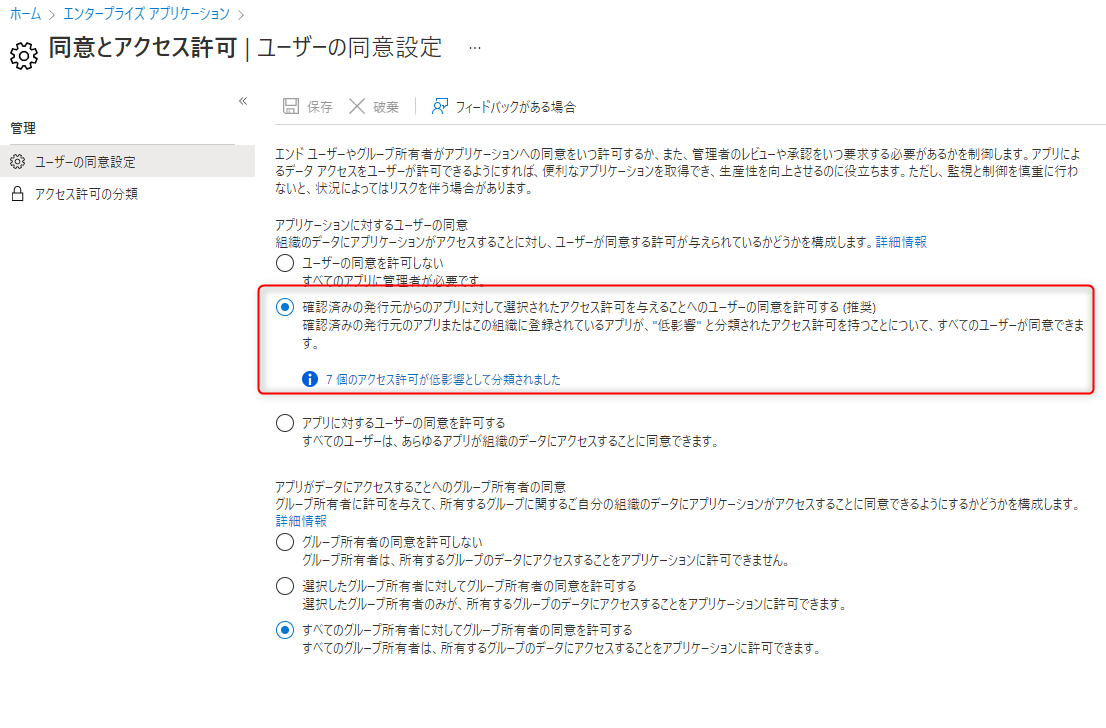 ホーム > エンタープライズ アプリケーション >
同意とアクセス許可 | ユーザーの同意設定 …
«
保存 破棄 フィードバックがある場合
管理
ユーザーの同意設定
アクセス許可の分類
エンド ユーザーやグループ所有者がアプリケーションへの同意をいつ許可するか、また、管理者のレビューや承認をいつ要求する必要があるかを制御します。アプリによ
るデータ アクセスをユーザーが許可できるようにすれば、便利なアプリケーションを取得でき、生産性を向上させるのに役立ちます。ただし、監視と制御を慎重に行わ
ないと、状況によってはリスクを伴う場合があります。
アプリケーションに対するユーザーの同意
組織のデータにアプリケーションがアクセスすることに対し、ユーザーが同意する許可が与えられているかどうかを構成します。詳細情報
ユーザーの同意を許可しない
すべてのアプリに管理者が必要です。
確認済みの発行元からのアプリに対して選択されたアクセス許可を与えることへのユーザーの同意を許可する (推奨)
確認済みの発行元のアプリまたはこの組織に登録されているアプリが、"低影響" と分類されたアクセス許可を持つことについて、すべてのユーザーが同意できま
す。
7 個のアクセス許可が低影響として分類されました
アプリに対するユーザーの同意を許可する
すべてのユーザーは、あらゆるアプリが組織のデータにアクセスすることに同意できます。
アプリがデータにアクセスすることへのグループ所有者の同意
グループ所有者に許可を与えて、所有するグループに関するご自分の組織のデータにアプリケーションがアクセスすることに同意できるようにするかどうかを構成します。
詳細情報
グループ所有者の同意を許可しない
グループ所有者は、所有するグループのデータにアクセスすることをアプリケーションに許可できません。
選択したグループ所有者に対してグループ所有者の同意を許可する
選択したグループ所有者のみが、所有するグループのデータにアクセスすることをアプリケーションに許可できます。
すべてのグループ所有者に対してグループ所有者の同意を許可する
すべてのグループ所有者は、所有するグループのデータにアクセスすることをアプリケーションに許可できます。